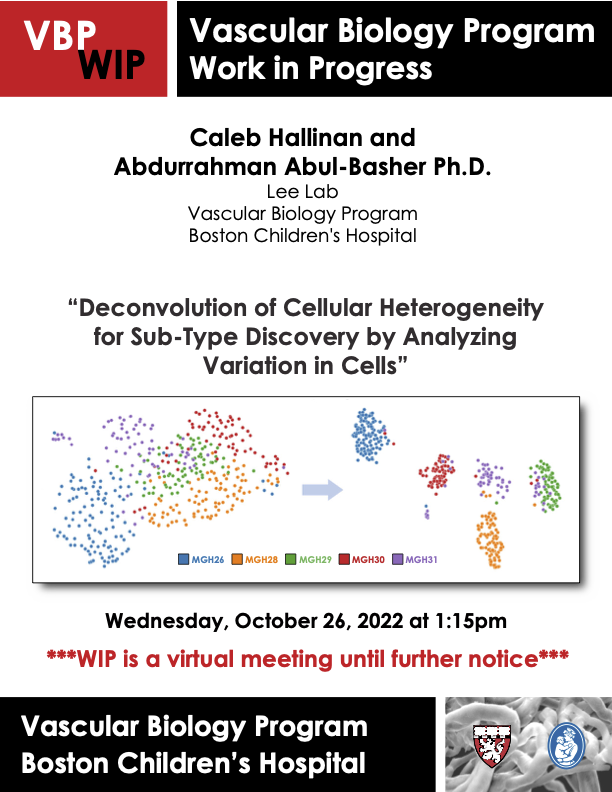 VBP
WIP
Vascular Biology Program
Work in Progress
Caleb Hallinan and
Abdurrahman Abul-Basher Ph.D.
Lee Lab
Vascular Biology Program
Boston Children's Hospital
“Deconvolution of Cellular Heterogeneity
for Sub-Type Discovery by Analyzing
Variation in Cells”
MGH26 MGH28 MGH29 MGH30 MGH31
Wednesday, October 26, 2022 at 1:15pm
***WIP is a virtual meeting until further notice***
Vascular Biology Program
Boston Children’s Hospital